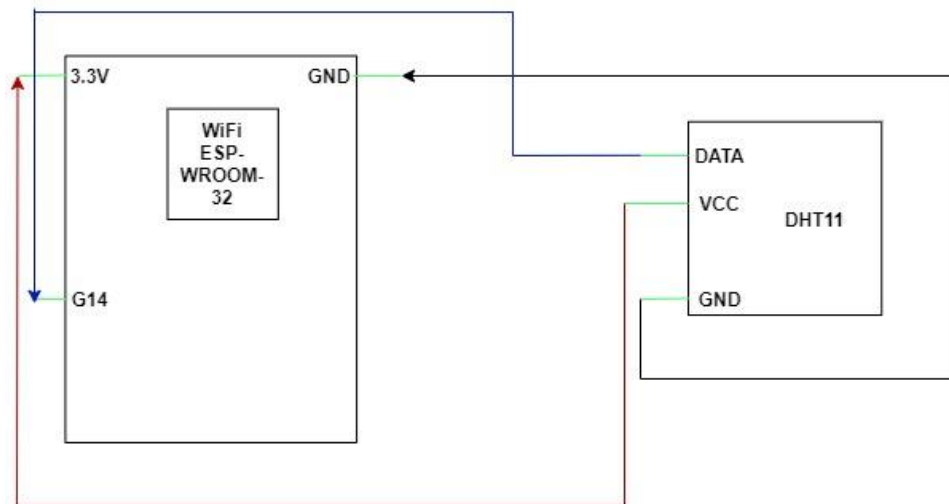 3.3V
GND
WiFi
ESP-
WROOM-
32
G14
DATA
VCC
DHT11
GND